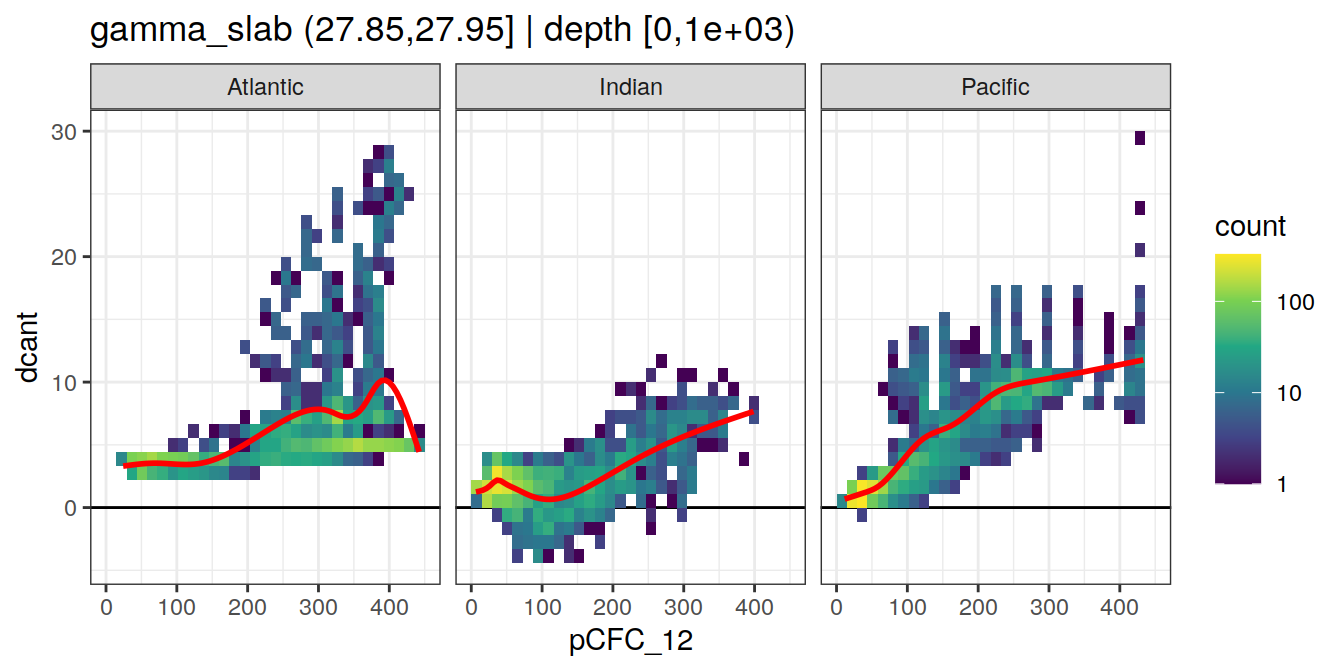 gamma_slab (27.85,27.95] | depth [0,1e+03)
Atlantic Indian Pacific
30
20
10
0
dcant
0 100 200 300 400 0 100 200 300 400 0 100 200 300 400
pCFC_12
count
100
10
1